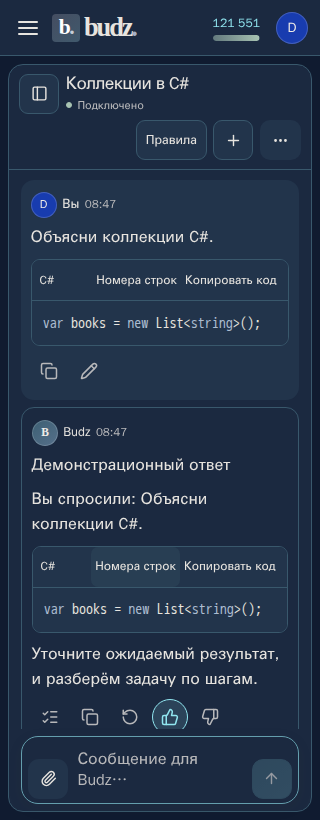 b. budz.
121 551
D
Коллекции в C#
Подключено
Правила
D Вы 08:47
Объясни коллекции C#.
C# Номера строк Копировать код
var books = new List<string>();
B Budz 08:47
Демонстрационный ответ
Вы спросили: Объясни
коллекции C#.
C# Номера строк Копировать код
var books = new List<string>();
Уточните ожидаемый результат,
и разберём задачу по шагам.
Сообщение для
Budz···